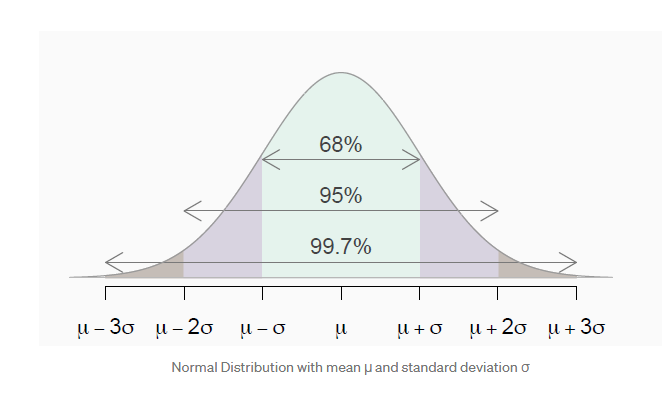 68%
95%
99.7%
μ – 3σ μ – 2σ μ – σ μ μ + σ μ + 2σ μ + 3σ
Normal Distribution with mean μ and standard deviation σ